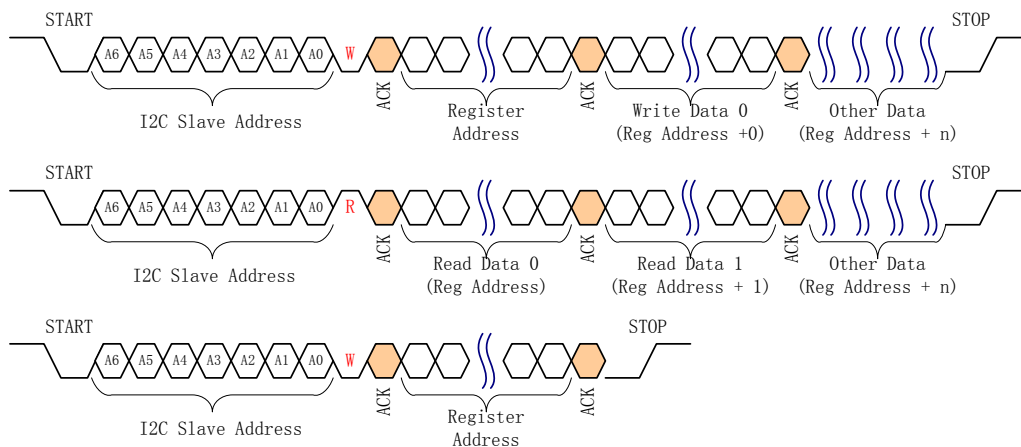 START STOP
A6 A5 A4 A3 A2 A1 A0 W
ACK ACK ACK
I2C Slave Address
Register
Address
Write Data 0
(Reg Address +0)
Other Data
(Reg Address + n)
START STOP
A6 A5 A4 A3 A2 A1 A0 R
ACK ACK ACK
I2C Slave Address
Read Data 0
(Reg Address)
Read Data 1
(Reg Address + 1)
Other Data
(Reg Address + n)
START STOP
A6 A5 A4 A3 A2 A1 A0 W
ACK ACK
I2C Slave Address
Register
Address